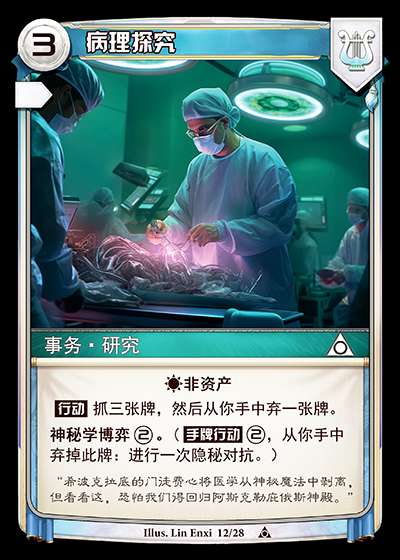 3 病理探究
事务·研究
非资产
行动 抓三张牌，然后从你手中弃一张牌。
神秘学博弈②。（手牌行动②，从你手中
弃掉此牌：进行一次隐秘对抗。）
“希波克拉底的门徒费心将医学从神秘魔法中剥离，
但看看这，恐怕我们得回归阿斯克勒庇俄斯神殿。”
Illus. Lin Enxi 12/28